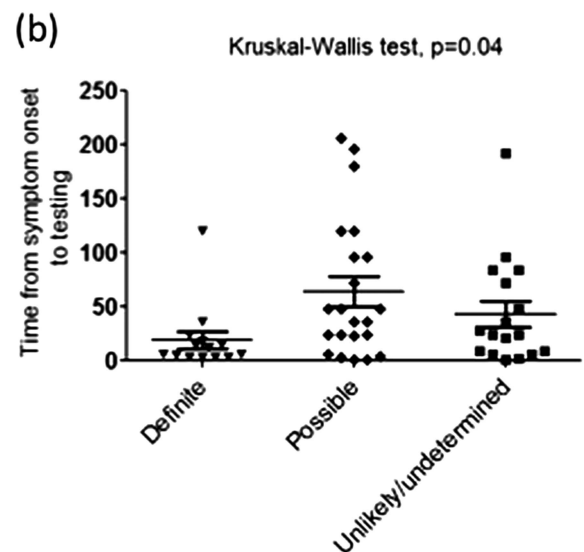 (b)
Kruskal-Wallis test, p=0.04
Time from symptom onset
to testing
250
200
150
100
50
0
Definite
Possible
Unlikely/undetermined